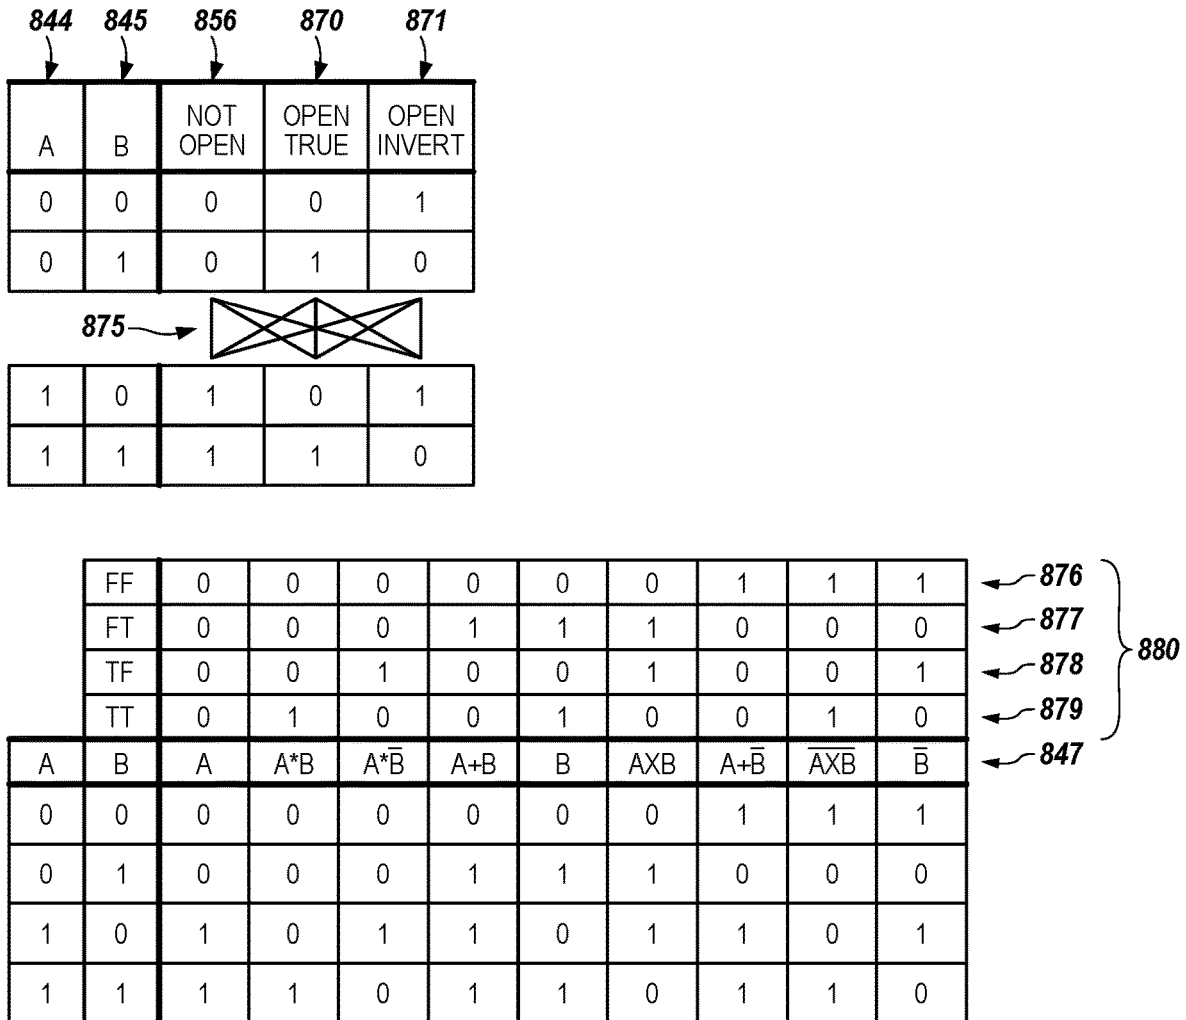 844 845 856 870 871
A B NOT OPEN OPEN TRUE OPEN INVERT
0 0 0 0 1
0 1 0 1 0
875
1 0 1 0 1
1 1 1 1 0
FF 0 0 0 0 0 0 1 1 1 876
FT 0 0 0 1 1 1 0 0 0 877
880
TF 0 0 1 0 0 1 0 0 1 878
TT 0 1 0 0 1 0 0 1 0 879
A B A A*B A*B̅ A+B B AXB A+B̅ A̅X̅B̅ B̅ 847
0 0 0 0 0 0 0 0 1 1 1
0 1 0 0 0 1 1 1 0 0 0
1 0 1 0 1 1 0 1 1 0 1
1 1 1 1 0 1 1 0 1 1 0